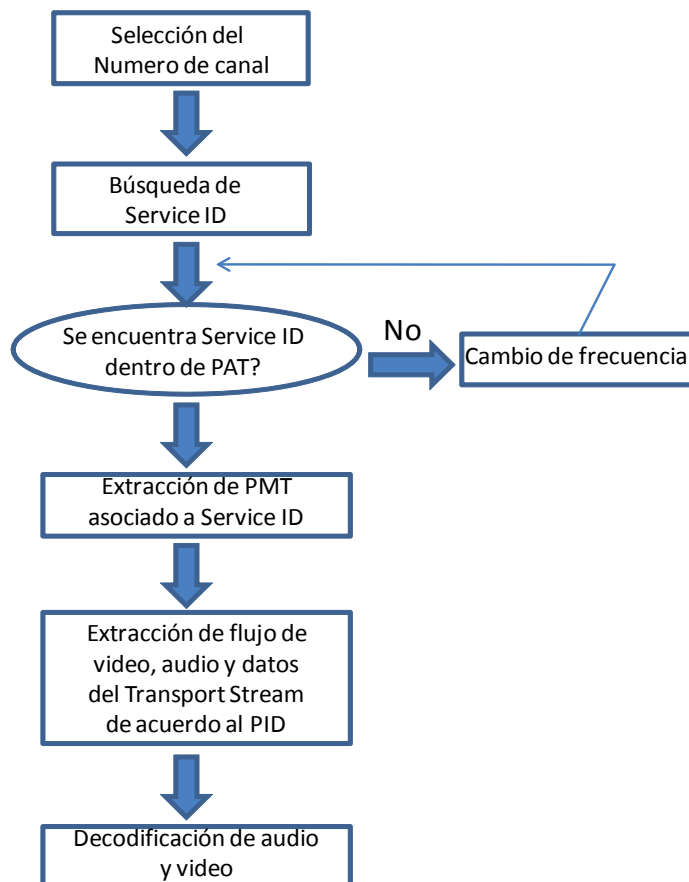 Selección del
Numero de canal
Búsqueda de
Service ID
Se encuentra Service ID
dentro de PAT?
No
Cambio de frecuencia
Extracción de PMT
asociado a Service ID
Extracción de flujo de
video, audio y datos
del Transport Stream
de acuerdo al PID
Decodificación de audio
y video